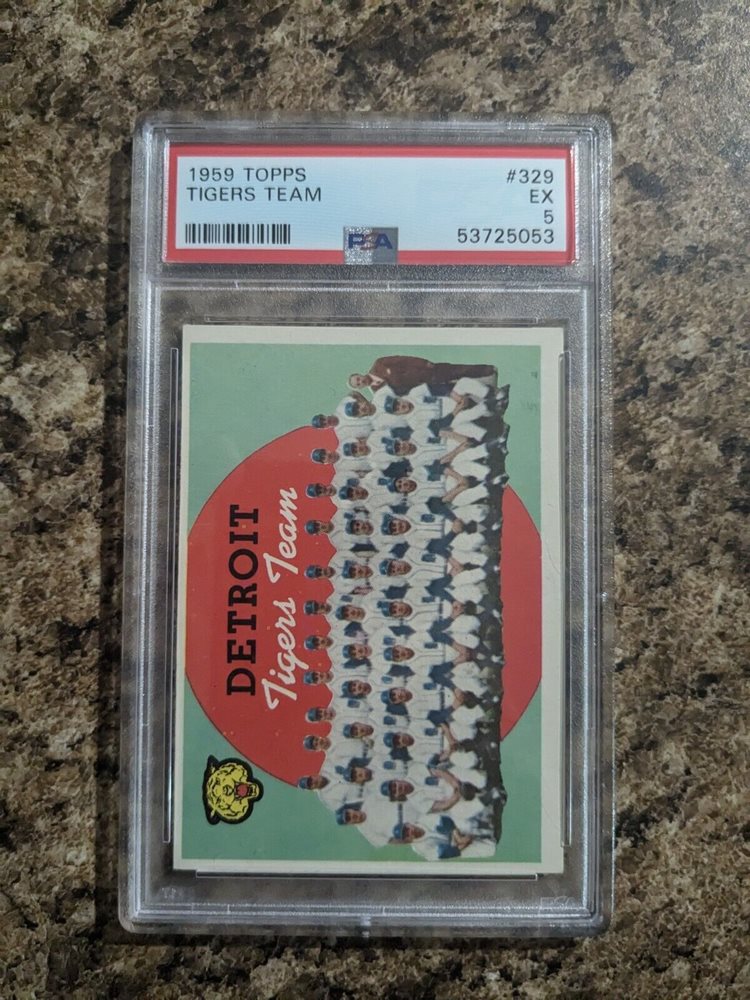 1959 TOPPS #329
TIGERS TEAM EX
5
PSA 53725053
DETROIT
Tigers Team